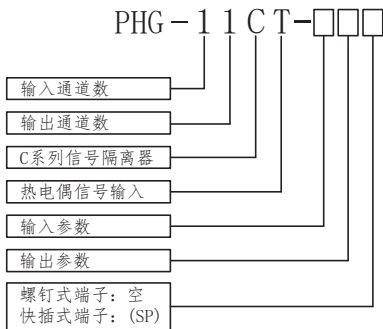 PHG-11CT-□□□
输入通道数
输出通道数
C系列信号隔离器
热电偶信号输入
输入参数
输出参数
螺钉式端子: 空
快插式端子: (SP)